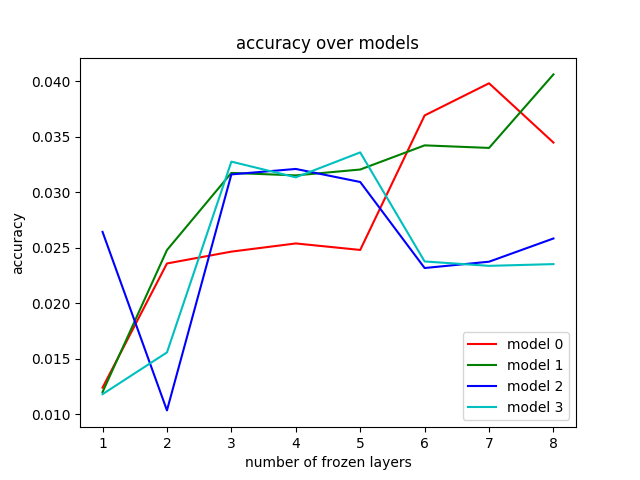 accuracy over models
accuracy
0.040
0.035
0.030
0.025
0.020
0.015
0.010
1 2 3 4 5 6 7 8
number of frozen layers
model 0
model 1
model 2
model 3